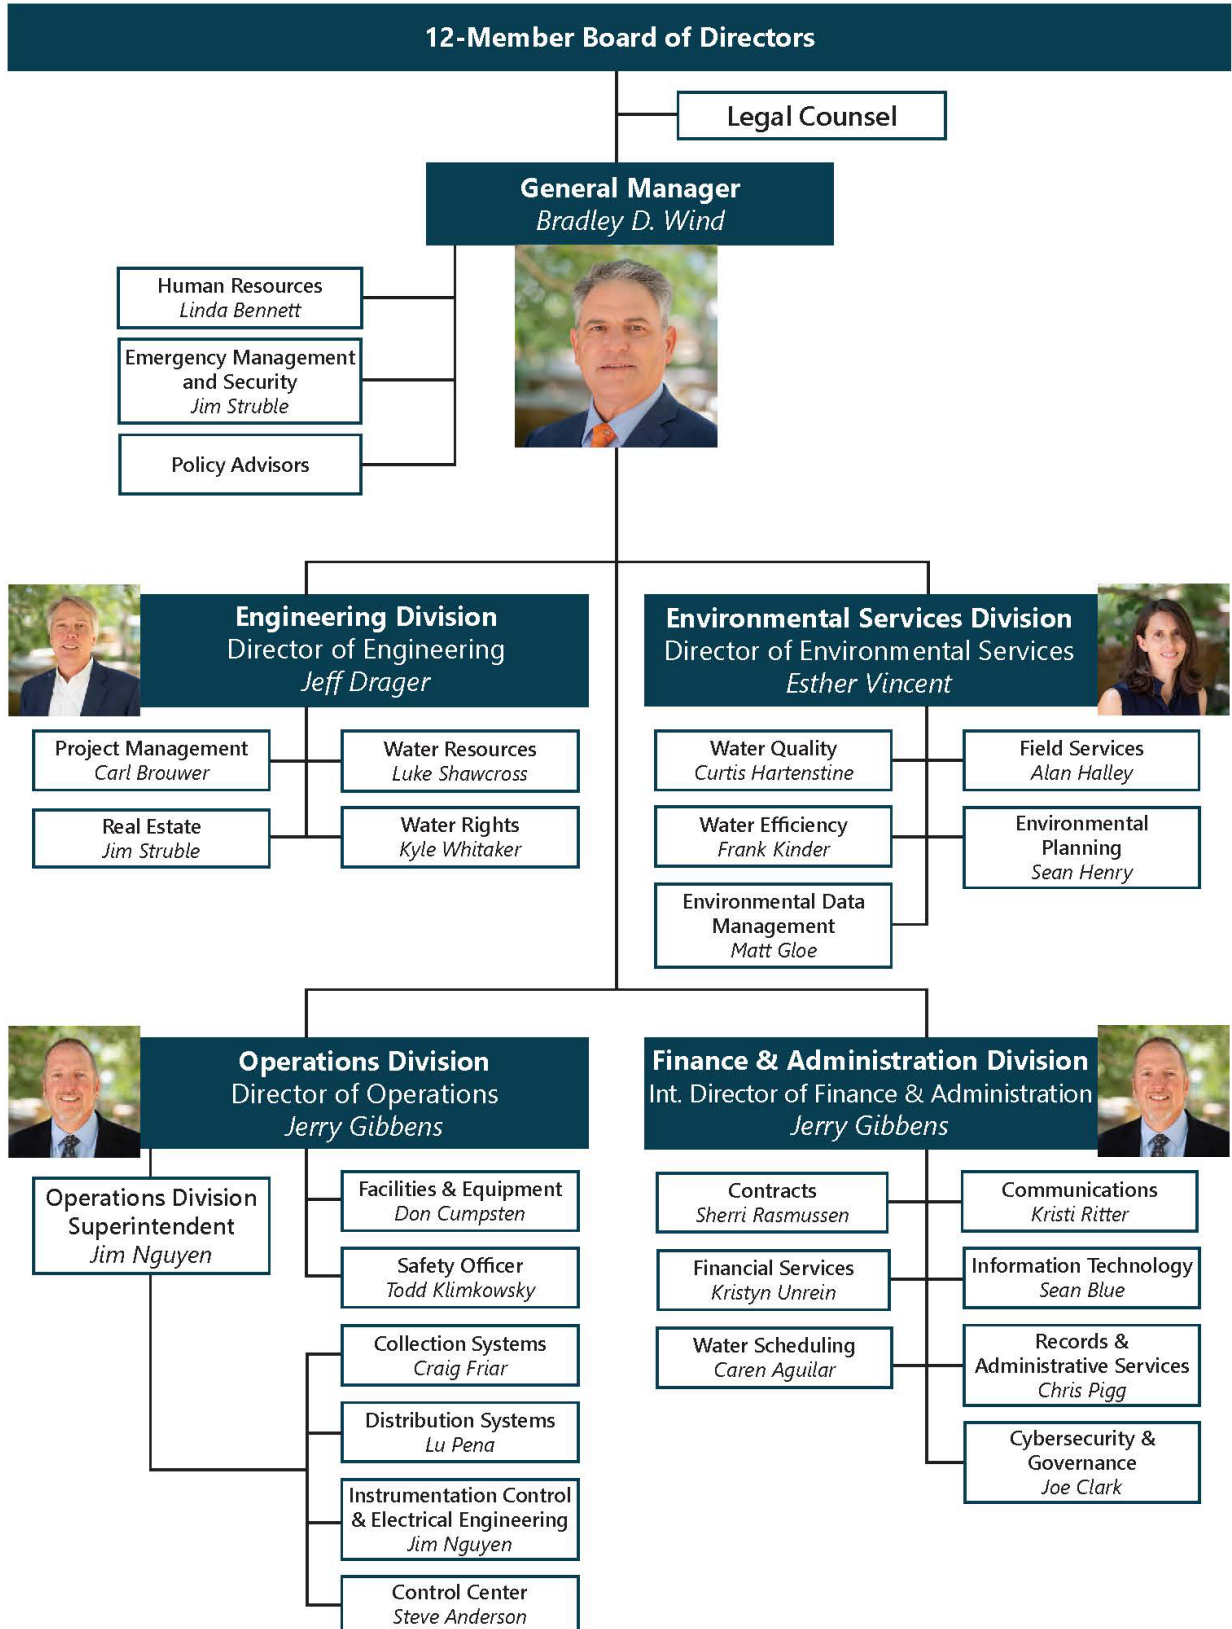 12-Member Board of Directors
Legal Counsel
General Manager
Bradley D. Wind
Human Resources
Linda Bennett
Emergency Management
and Security
Jim Struble
Policy Advisors
Engineering Division
Director of Engineering
Jeff Drager
Project Management
Carl Brouwer
Water Resources
Luke Shawcross
Real Estate
Jim Struble
Water Rights
Kyle Whitaker
Environmental Services Division
Director of Environmental Services
Esther Vincent
Water Quality
Curtis Hartenstine
Field Services
Alan Halley
Water Efficiency
Frank Kinder
Environmental
Planning
Sean Henry
Environmental Data
Management
Matt Gloe
Operations Division
Director of Operations
Jerry Gibbens
Operations Division
Superintendent
Jim Nguyen
Facilities & Equipment
Don Cumpsten
Safety Officer
Todd Klimkowsky
Collection Systems
Craig Friar
Distribution Systems
Lu Pena
Instrumentation Control
& Electrical Engineering
Jim Nguyen
Control Center
Steve Anderson
Finance & Administration Division
Int. Director of Finance & Administration
Jerry Gibbens
Contracts
Sherri Rasmussen
Communications
Kristi Ritter
Financial Services
Kristyn Unrein
Information Technology
Sean Blue
Water Scheduling
Caren Aguilar
Records &
Administrative Services
Chris Pigg
Cybersecurity &
Governance
Joe Clark